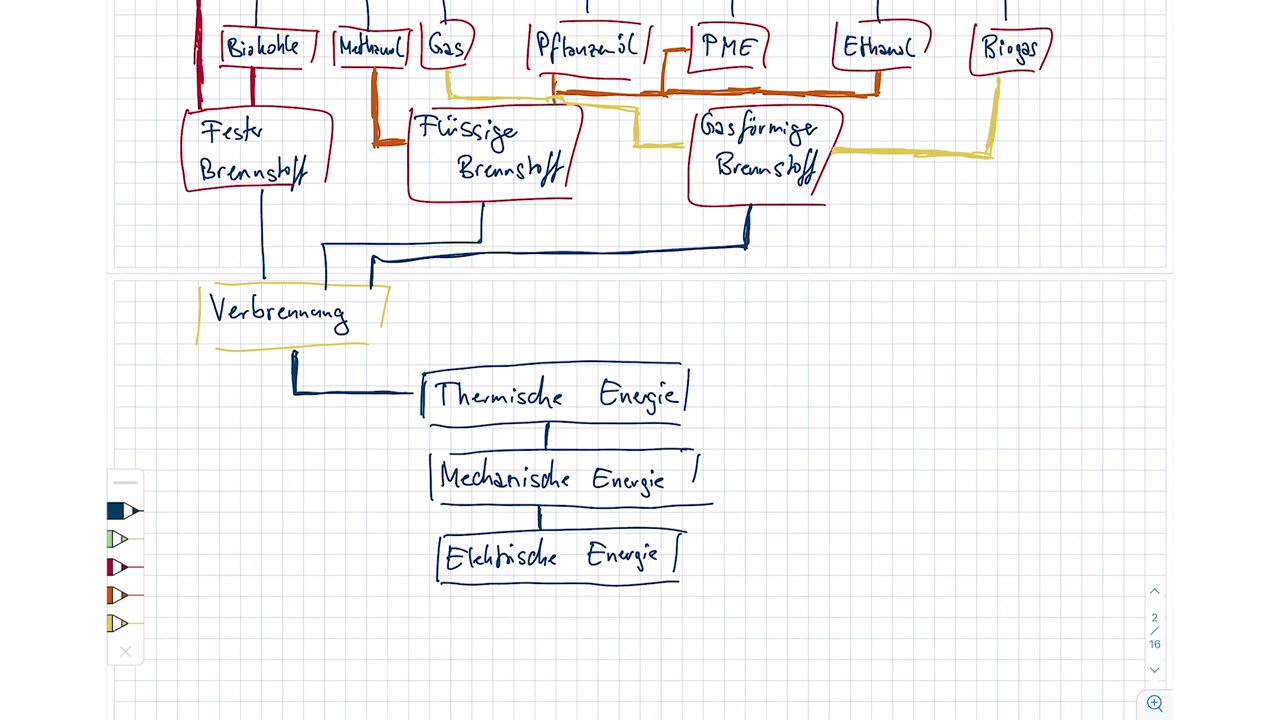 Biokohle Methanol Gas Pflanzenöl PME Ethanol Biogas
Fester
Brennstoff
Flüssige
Brennstoff
Gasförmiger
Brennstoff
Verbrennung
Thermische Energie
Mechanische Energie
Elektrische Energie
2
/
16